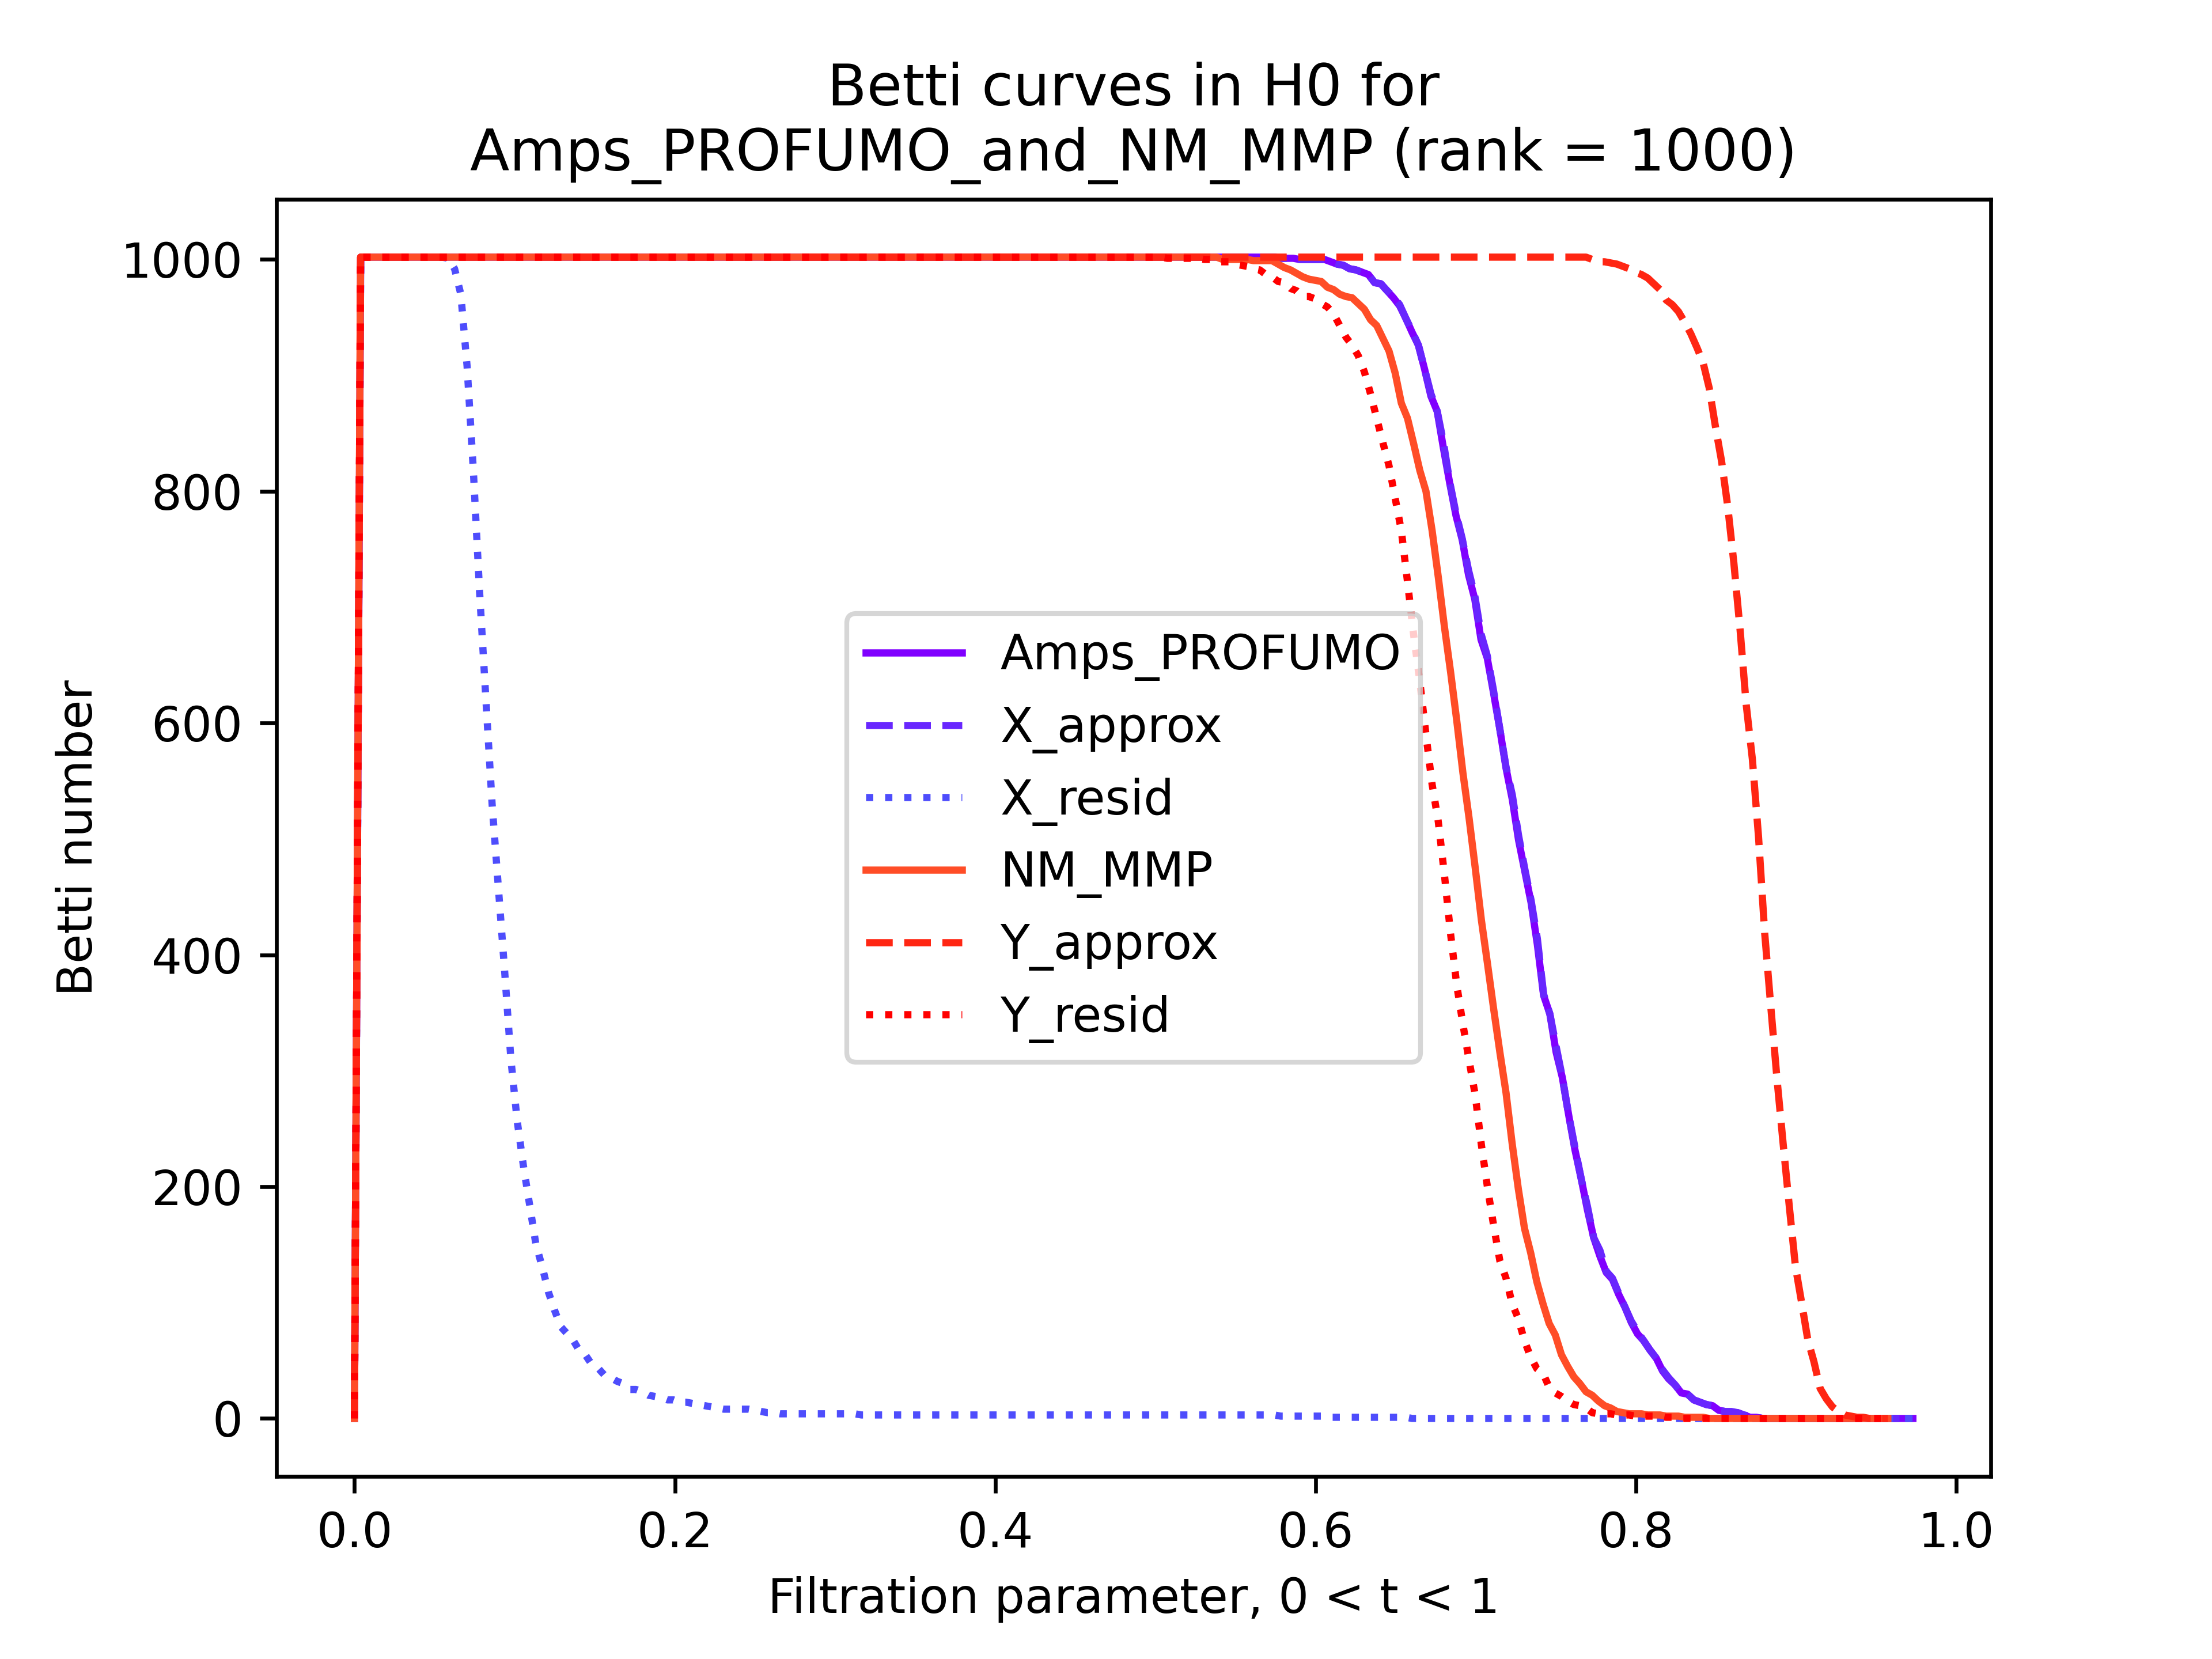 Betti curves in H0 for
Amps_PROFUMO_and_NM_MMP (rank = 1000)
1000
800
600
400
200
0
Betti number
Amps_PROFUMO
X_approx
X_resid
NM_MMP
Y_approx
Y_resid
0.0 0.2 0.4 0.6 0.8 1.0
Filtration parameter, 0 < t < 1